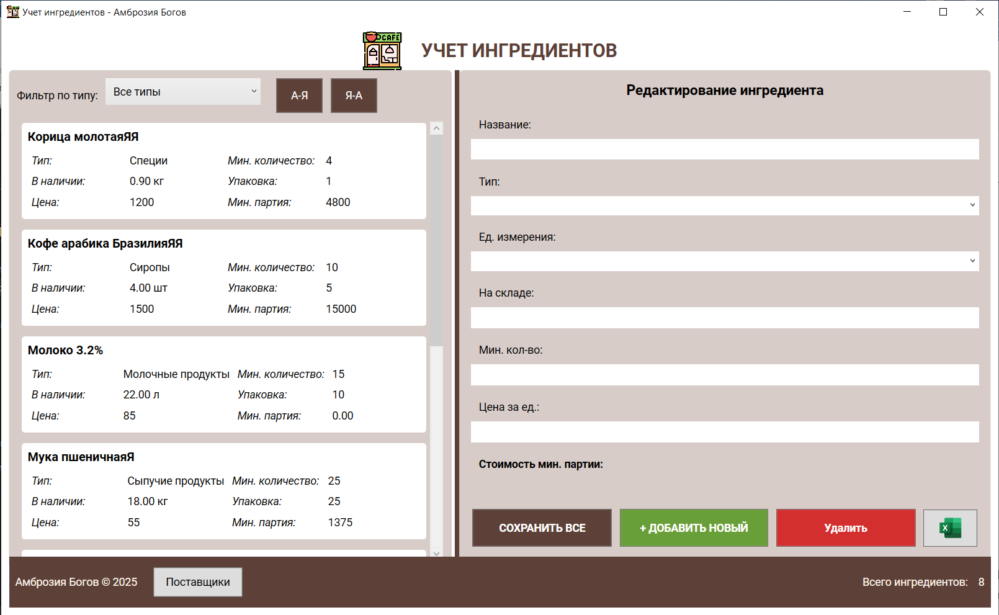 Учет ингредиентов - Амброзия Богов
CAFE
УЧЕТ ИНГРЕДИЕНТОВ
Фильтр по типу: Все типы А-Я Я-А
Корица молотаяЯЯ
Тип: Специи Мин. количество: 4
В наличии: 0.90 кг Упаковка: 1
Цена: 1200 Мин. партия: 4800
Кофе арабика БразилияЯЯ
Тип: Сиропы Мин. количество: 10
В наличии: 4.00 шт Упаковка: 5
Цена: 1500 Мин. партия: 15000
Молоко 3.2%
Тип: Молочные продукты Мин. количество: 15
В наличии: 22.00 л Упаковка: 10
Цена: 85 Мин. партия: 0.00
Мука пшеничнаяЯ
Тип: Сыпучие продукты Мин. количество: 25
В наличии: 18.00 кг Упаковка: 25
Цена: 55 Мин. партия: 1375
Редактирование ингредиента
Название:
Тип:
Ед. измерения:
На складе:
Мин. кол-во:
Цена за ед.:
Стоимость мин. партии:
СОХРАНИТЬ ВСЕ + ДОБАВИТЬ НОВЫЙ Удалить X
Амброзия Богов © 2025 Поставщики Всего ингредиентов: 8